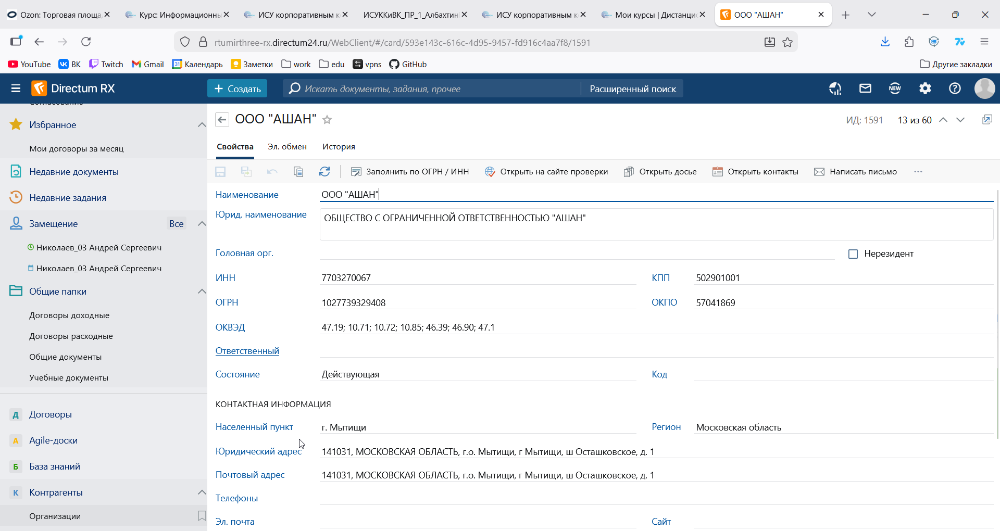 Ozon: Торговая площа
Курс: Информационны
ИСУ корпоративным к
ИСУККиВК_ПР_1_Албахтин
ИСУ корпоративным к
Мои курсы | Дистанци
ООО "АШАН"
rtumirthree-rx.directum24.ru/WebClient/#/card/593e143c-616c-4d95-9457-fd916c4aa7f8/1591
YouTube ВК Twitch Gmail Календарь Заметки work edu vpns GitHub Другие закладки
Directum RX
Создать
Искать документы, задания, прочее
Расширенный поиск
NEW
Согласование
Избранное
Мои договоры за месяц
Недавние документы
Недавние задания
Замещение Все
Николаев_03 Андрей Сергеевич
Николаев_03 Андрей Сергеевич
Общие папки
Договоры доходные
Договоры расходные
Общие документы
Учебные документы
Д Договоры
A Agile-доски
Б База знаний
К Контрагенты
Организации
ООО "АШАН"
ИД: 1591 13 из 60
Свойства Эл. обмен История
Заполнить по ОГРН / ИНН Открыть на сайте проверки Открыть досье Открыть контакты Написать письмо
Наименование ООО "АШАН"
Юрид. наименование ОБЩЕСТВО С ОГРАНИЧЕННОЙ ОТВЕТСТВЕННОСТЬЮ "АШАН"
Головная орг. Нерезидент
ИНН 7703270067 КПП 502901001
ОГРН 1027739329408 ОКПО 57041869
ОКВЭД 47.19; 10.71; 10.72; 10.85; 46.39; 46.90; 47.1
Ответственный
Состояние Действующая Код
КОНТАКТНАЯ ИНФОРМАЦИЯ
Населенный пункт г. Мытищи Регион Московская область
Юридический адрес 141031, МОСКОВСКАЯ ОБЛАСТЬ, г.о. Мытищи, г Мытищи, ш Осташковское, д. 1
Почтовый адрес 141031, МОСКОВСКАЯ ОБЛАСТЬ, г.о. Мытищи, г Мытищи, ш Осташковское, д. 1
Телефоны
Эл. почта Сайт